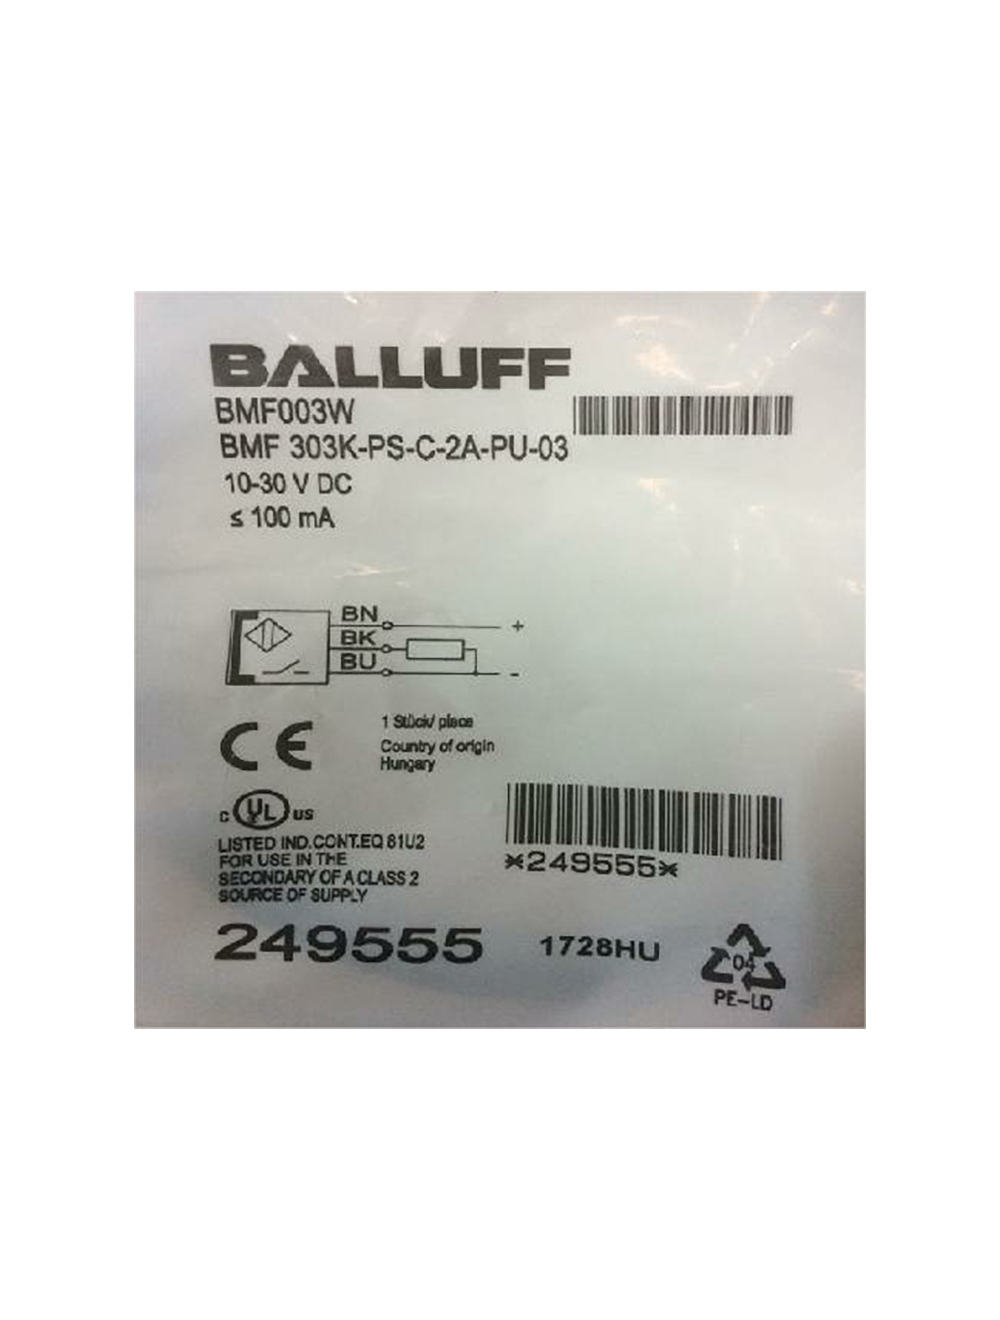 BALLUFF
BMF003W
BMF 303K-PS-C-2A-PU-03
10-30 V DC
≤ 100 mA
BN
+
BK
BU
-
1 Stück/ piece
Country of origin
Hungary
CE
C UL US
LISTED IND.CONT.EQ 81U2
FOR USE IN THE
SECONDARY OF A CLASS 2
SOURCE OF SUPPLY
*249555*
249555
1728HU
04
PE-LD